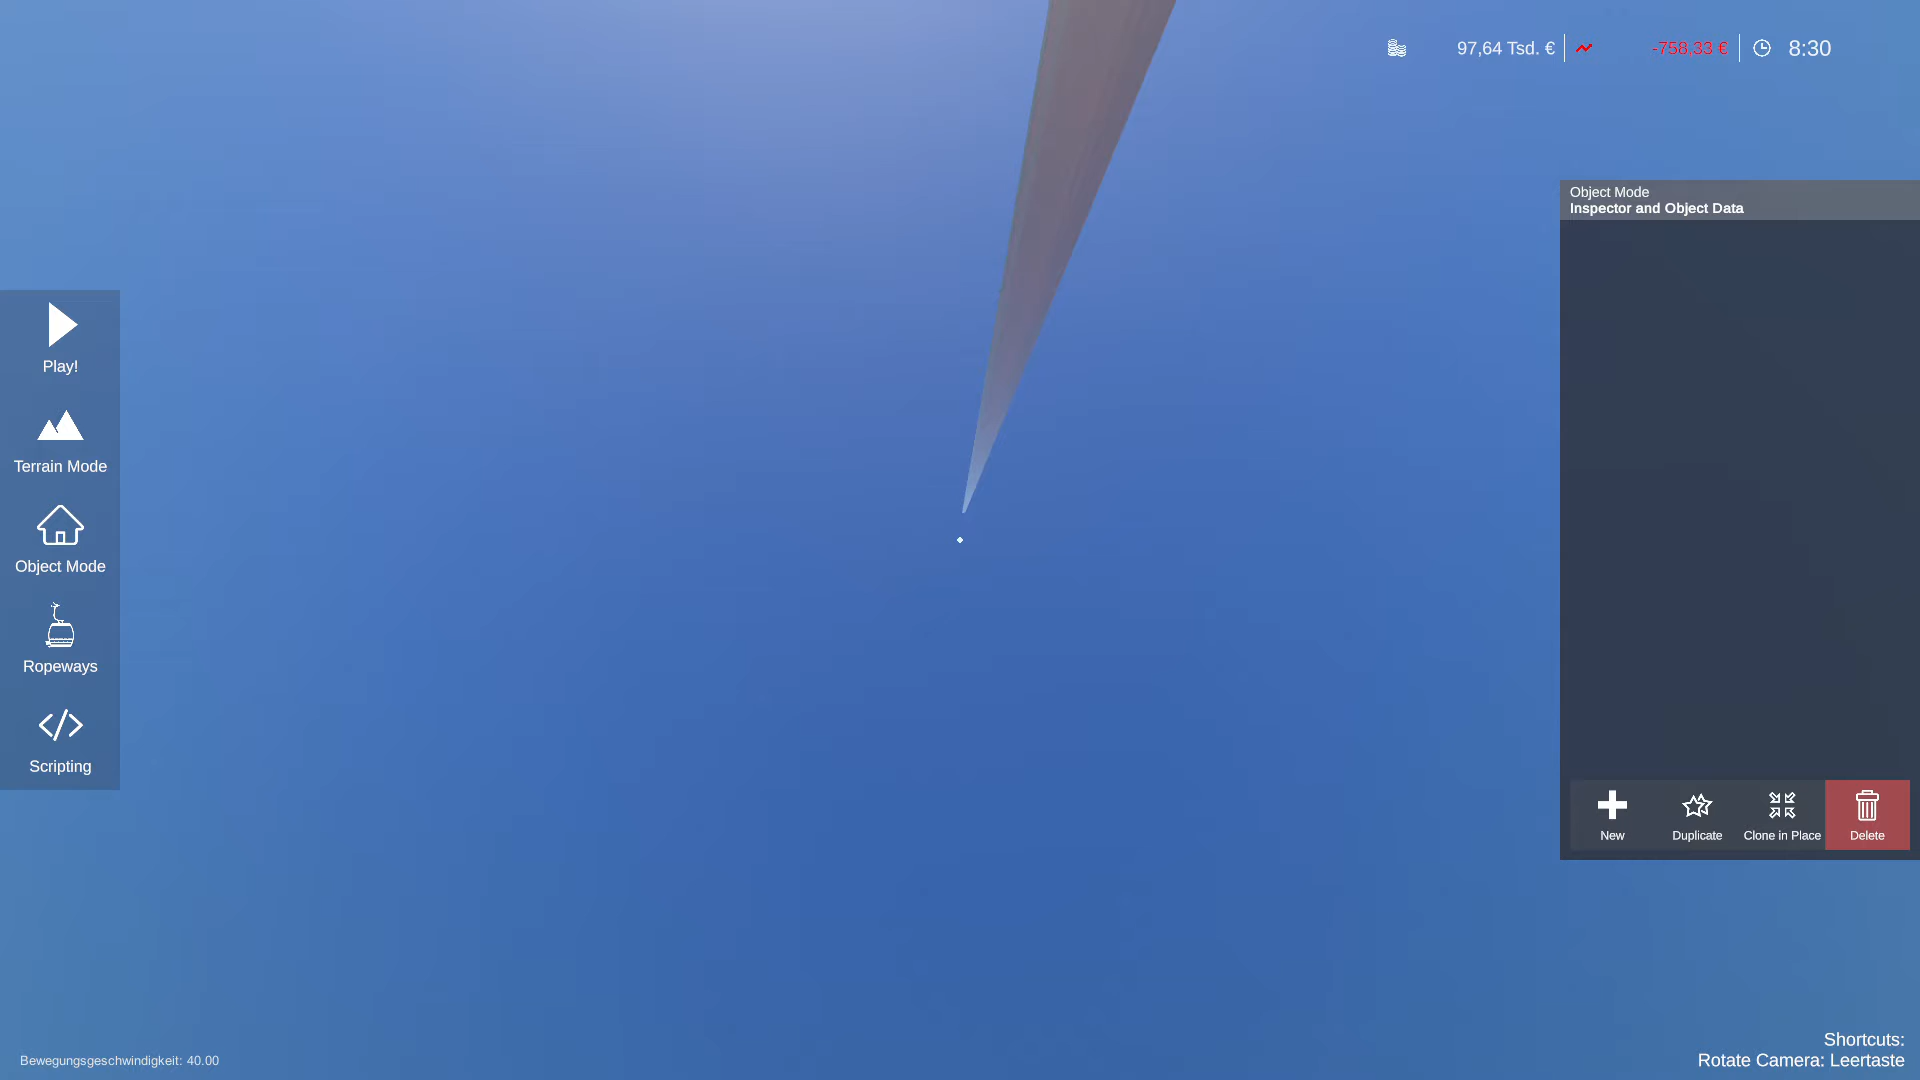 97,64 Tsd. €
-758,33 €
8:30
Object Mode
Inspector and Object Data
Play!
Terrain Mode
Object Mode
Ropeways
Scripting
New
Duplicate
Clone in Place
Delete
Shortcuts:
Rotate Camera: Leertaste
Bewegungsgeschwindigkeit: 40.00